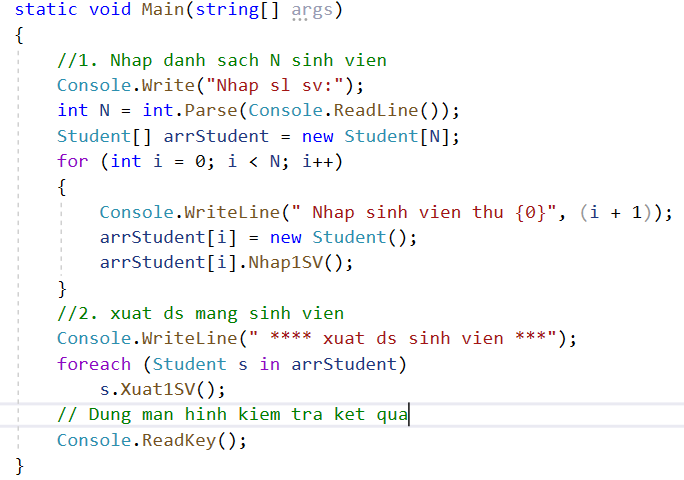 static void Main(string[] args)
{
//1. Nhap danh sach N sinh vien
Console.Write("Nhap sl sv:");
int N = int.Parse(Console.ReadLine());
Student[] arrStudent = new Student[N];
for (int i = 0; i < N; i++)
{
Console.WriteLine(" Nhap sinh vien thu {0}", (i + 1));
arrStudent[i] = new Student();
arrStudent[i].Nhap1SV();
}
//2. xuat ds mang sinh vien
Console.WriteLine(" **** xuat ds sinh vien ***");
foreach (Student s in arrStudent)
s.Xuat1SV();
// Dung man hinh kiem tra ket qua
Console.ReadKey();
}